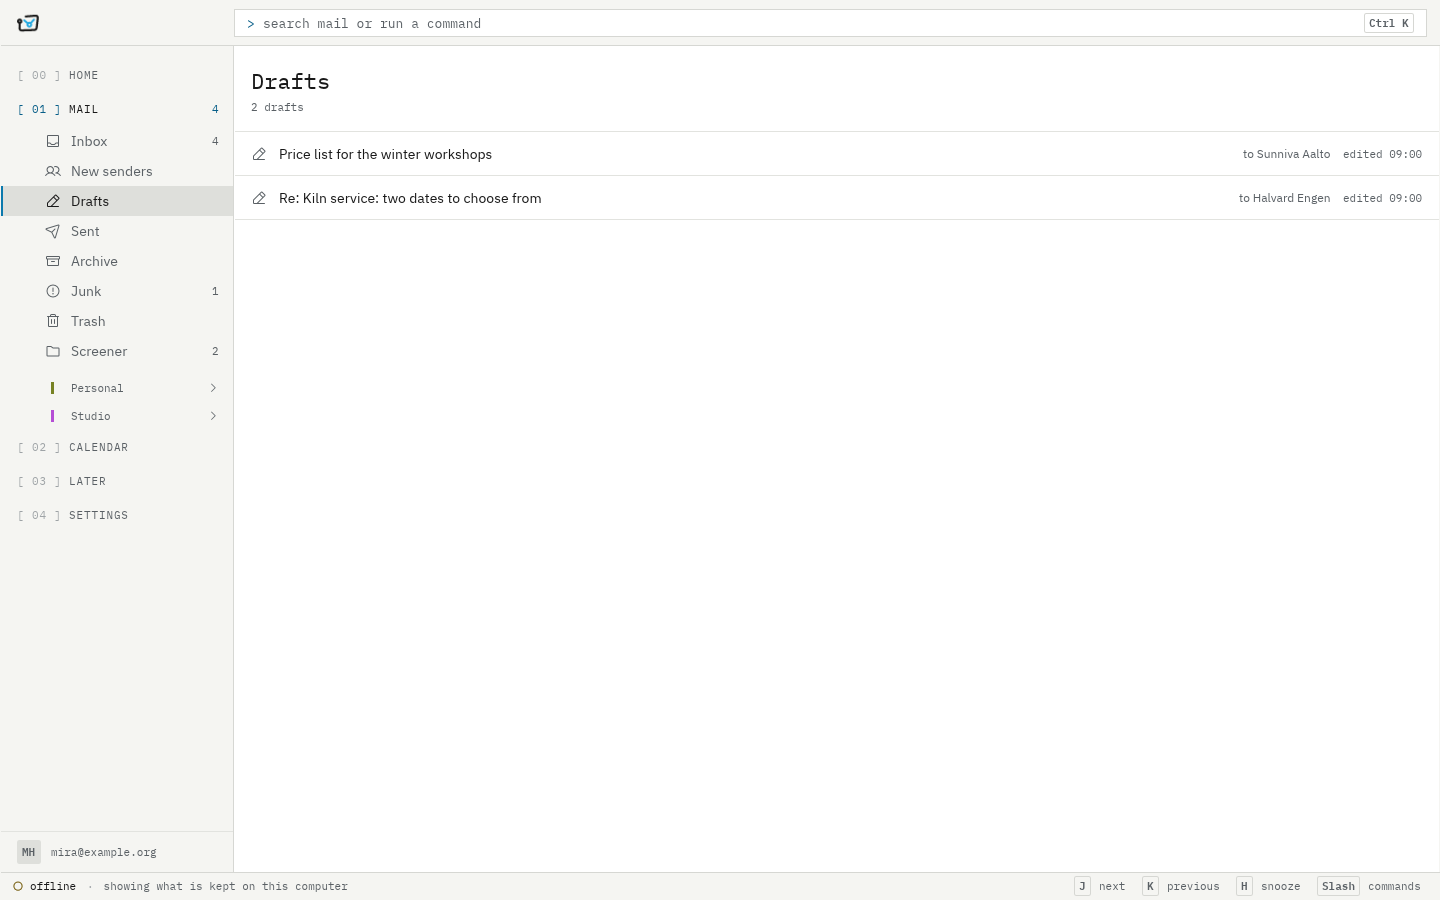 > search mail or run a command Ctrl K
[ 00 ] HOME
[ 01 ] MAIL 4
Inbox 4
New senders
Drafts
Sent
Archive
Junk 1
Trash
Screener 2
Personal
Studio
[ 02 ] CALENDAR
[ 03 ] LATER
[ 04 ] SETTINGS
MH mira@example.org
Drafts
2 drafts
Price list for the winter workshops to Sunniva Aalto edited 09:00
Re: Kiln service: two dates to choose from to Halvard Engen edited 09:00
offline · showing what is kept on this computer J next K previous H snooze Slash commands